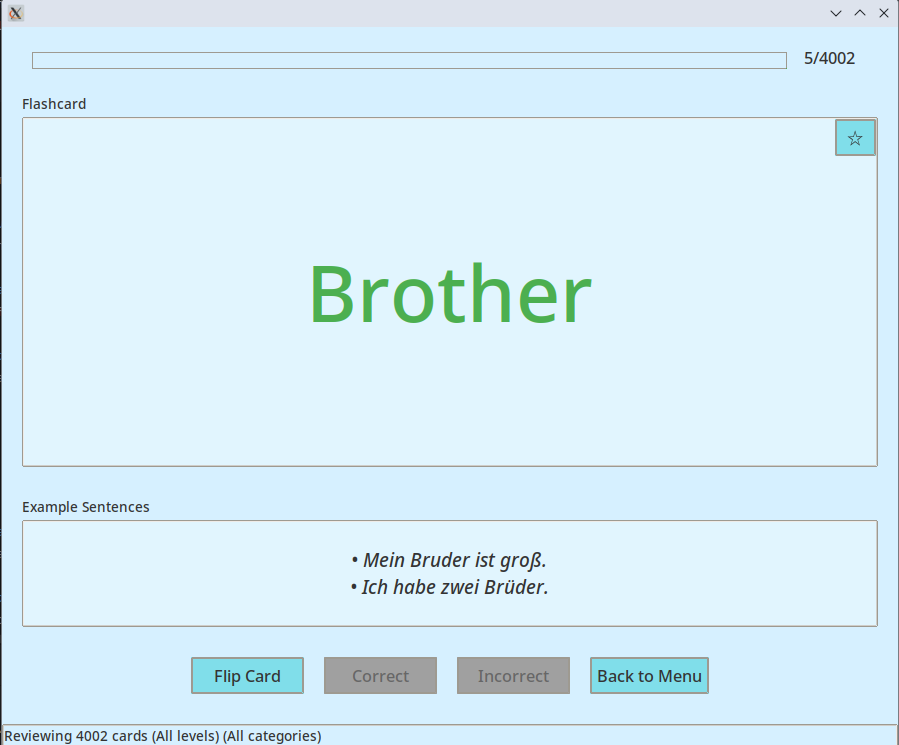 5/4002
Flashcard
☆
Brother
Example Sentences
• Mein Bruder ist groß.
• Ich habe zwei Brüder.
Flip Card Correct Incorrect Back to Menu
Reviewing 4002 cards (All levels) (All categories)